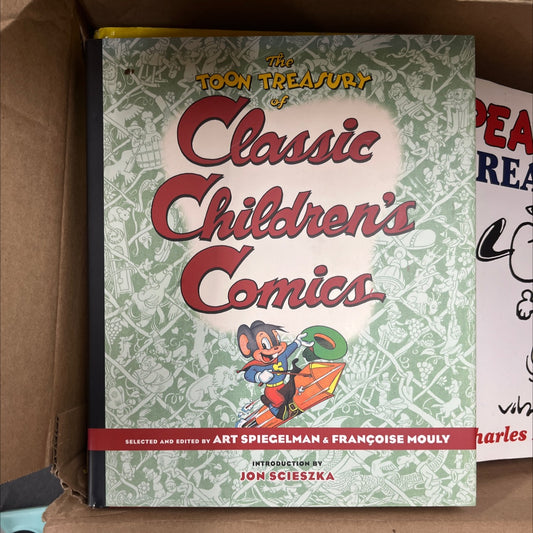 The
TOON TREASURY
of
Classic
Children's
Comics
SELECTED AND EDITED BY ART SPIEGELMAN & FRANÇOISE MOULY
INTRODUCTION BY
JON SCIESZKA
PEA
REA
harles